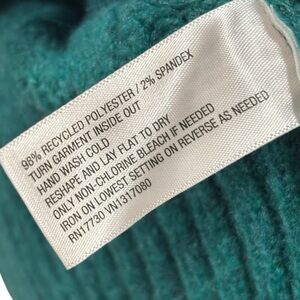 98% RECYCLED POLYESTER / 2% SPANDEX
TURN GARMENT INSIDE OUT
HAND WASH COLD
RESHAPE AND LAY FLAT TO DRY
ONLY NON-CHLORINE BLEACH IF NEEDED
IRON ON LOWEST SETTING ON REVERSE AS NEEDED
RN17730 VN1317080